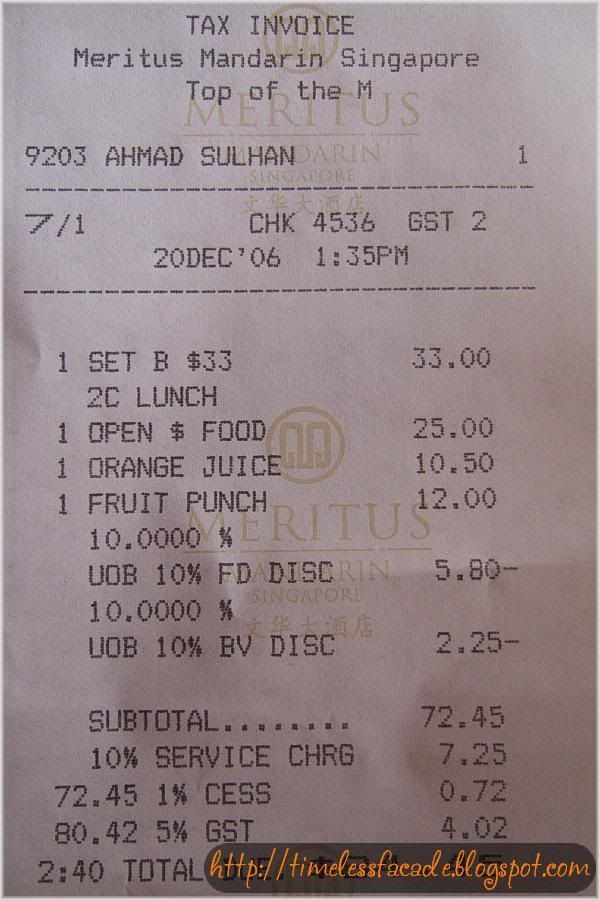 TAX INVOICE
Meritus Mandarin Singapore
Top of the M
MERITUS
MANDARIN
SINGAPORE
文华大酒店
9203 AHMAD SULHAN 1
7/1 CHK 4536 GST 2
20DEC'06 1:35PM
1 SET B $33 33.00
2C LUNCH
1 OPEN $ FOOD 25.00
1 ORANGE JUICE 10.50
1 FRUIT PUNCH 12.00
MERITUS
10.0000 %
UOB 10% FD DISC 5.80-
MANDARIN
SINGAPORE
10.0000 %
文华大酒店
UOB 10% BV DISC 2.25-
SUBTOTAL........ 72.45
10% SERVICE CHRG 7.25
72.45 1% CESS 0.72
80.42 5% GST 4.02
2:40 TOTAL
http://timelessfacade.blogspot.com